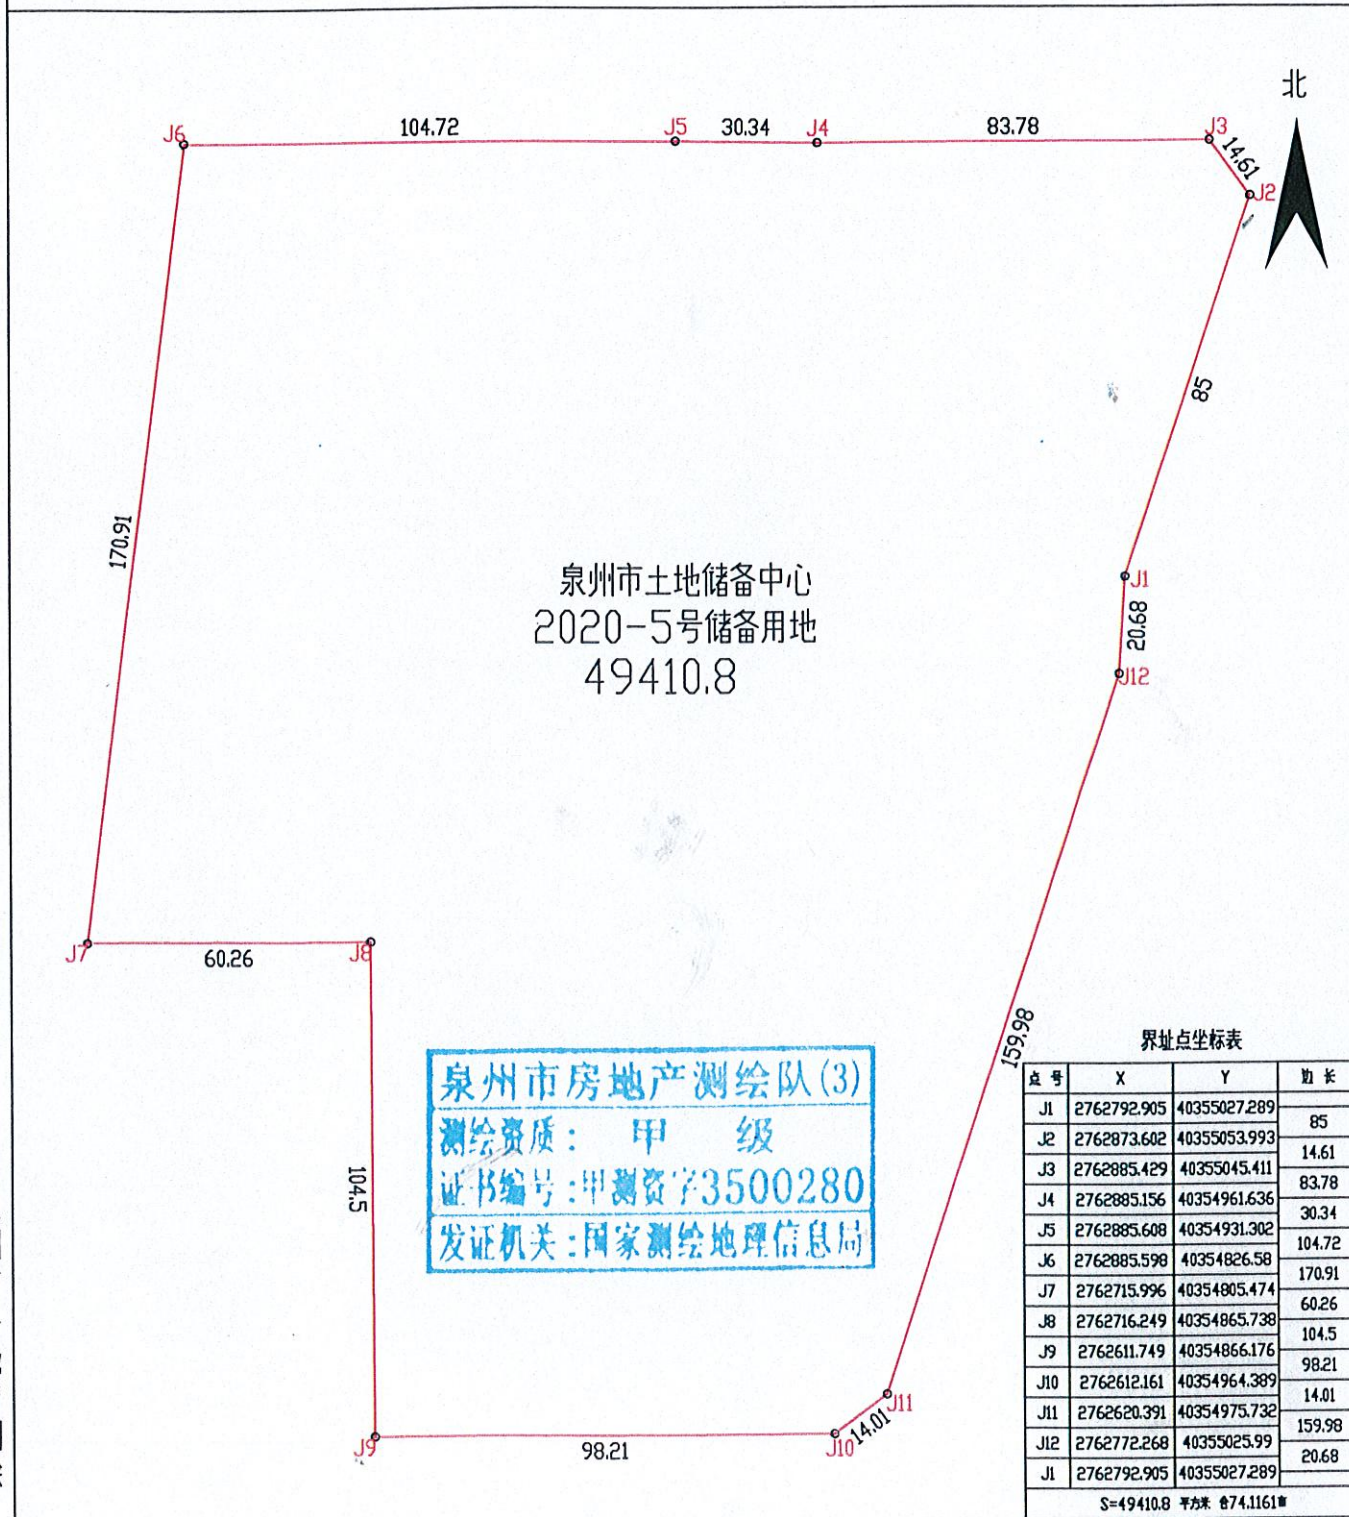 北
J6
104.72
J5
30.34
J4
83.78
J3
14.61
J2
85
170.91
泉州市土地储备中心
2020-5号储备用地
49410.8
J1
20.68
J12
J7
60.26
J8
159.98
104.5
泉州市房地产测绘队(3)
测绘资质: 甲 级
证书编号:甲测资字3500280
发证机关:国家测绘地理信息局
J11
J9
98.21
J10
14.01
界址点坐标表
点 号 X Y 边 长
J1 2762792.905 40355027.289
85
J2 2762873.602 40355053.993
14.61
J3 2762885.429 40355045.411
83.78
J4 2762885.156 40354961.636
30.34
J5 2762885.608 40354931.302
104.72
J6 2762885.598 40354826.58
170.91
J7 2762715.996 40354805.474
60.26
J8 2762716.249 40354865.738
104.5
J9 2762611.749 40354866.176
98.21
J10 2762612.161 40354964.389
14.01
J11 2762620.391 40354975.732
159.98
J12 2762772.268 40355025.99
20.68
J1 2762792.905 40355027.289
S=49410.8 平方米 合74.1161亩